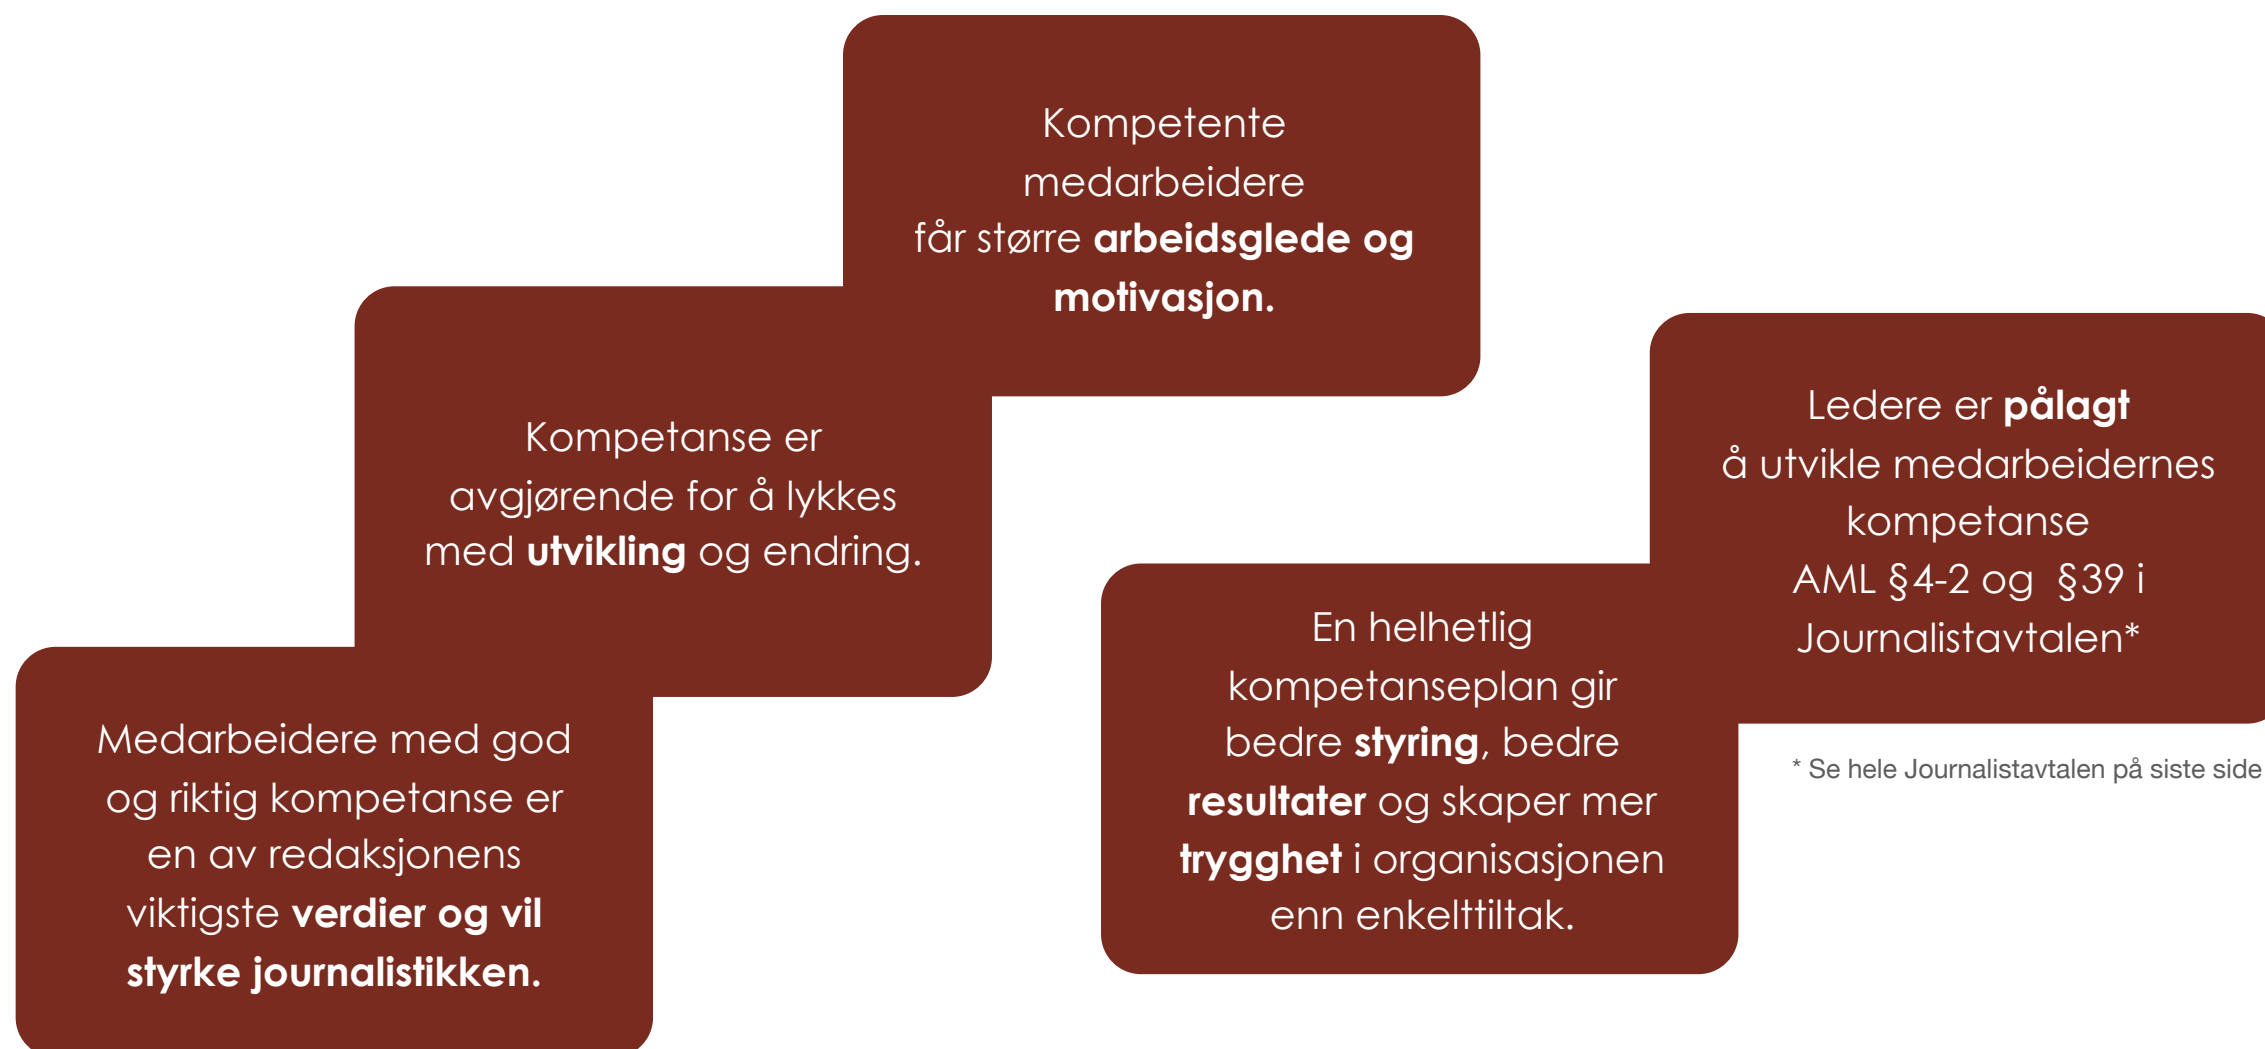 Kompetente
medarbeidere
får større arbeidsglede og
motivasjon.
Kompetanse er
avgjørende for å lykkes
med utvikling og endring.
Medarbeidere med god
og riktig kompetanse er
en av redaksjonens
viktigste verdier og vil
styrke journalistikken.
Ledere er pålagt
å utvikle medarbeidernes
kompetanse
AML §4-2 og  §39 i
Journalistavtalen*
En helhetlig
kompetanseplan gir
bedre styring, bedre
resultater og skaper mer
trygghet i organisasjonen
enn enkelttiltak.
* Se hele Journalistavtalen på siste side